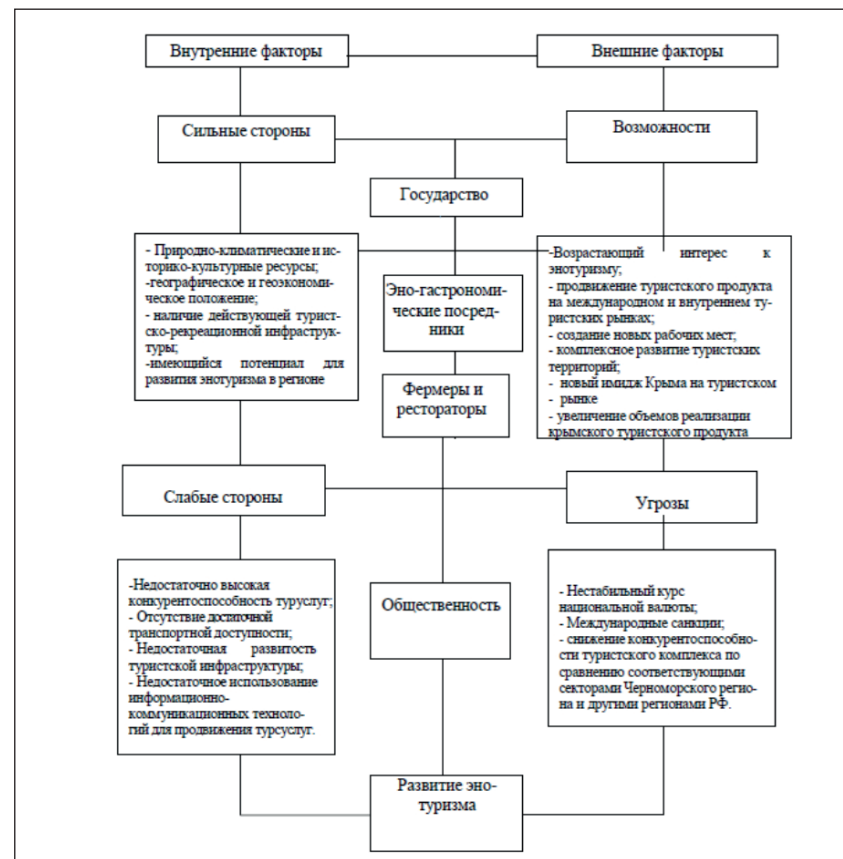 Внутренние факторы
Внешние факторы
Сильные стороны
Возможности
Государство
- Природно-климатические и ис-
торико-культурные ресурсы;
-географическое и геоэкономи-
ческое положение;
- наличие действующей турист-
ско-рекреационной инфраструк-
туры;
-имеющийся потенциал для
развития энотуризма в регионе
Эно-гастрономи-
ческие посред-
ники
Фермеры и
рестораторы
-Возрастающий интерес к
энотуризму;
- продвижение туристского продукта
на международном и внутреннем ту-
ристских рынках;
- создание новых рабочих мест;
- комплексное развитие туристских
территорий;
- новый имидж Крыма на туристском
- рынке
- увеличение объемов реализации
крымского туристского продукта
Слабые стороны
Угрозы
-Недостаточно высокая
конкурентоспособность туруслуг;
- Отсутствие достаточной
транспортной доступности;
- Недостаточная развитость
туристской инфраструктуры;
- Недостаточное использование
информационно-
коммуникационных техноло-
гий для продвижения турсуслуг.
Общественность
- Нестабильный курс
национальной валюты;
- Международные санкции;
- снижение конкурентоспособно-
сти туристского комплекса по
сравнению соответствующими
секторами Черноморского регио-
на и другими регионами РФ.
Развитие эно-
туризма